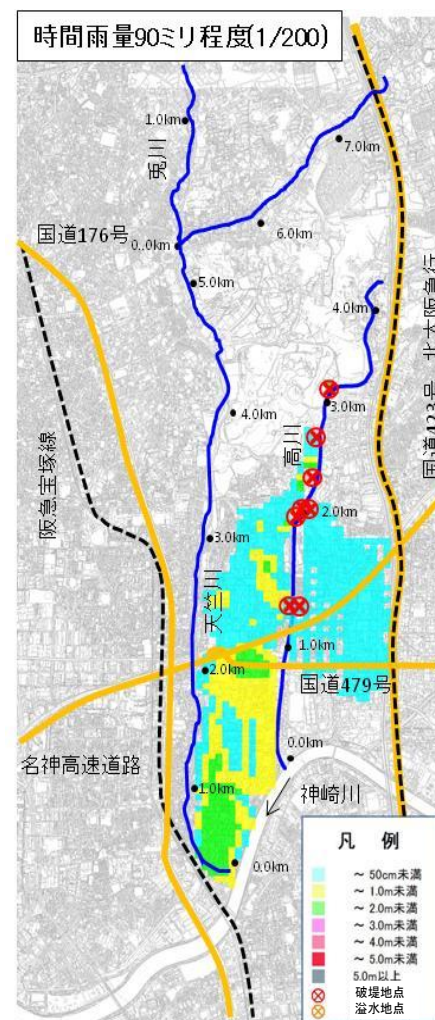 時間雨量90ミリ程度(1/200)
1.0km
兎川
7.0km
国道176号
0..0km
6.0km
5.0km
4.0km
国道423号 北大阪急行
3.0km
4.0km
阪急宝塚線
高川
2.0km
3.0km
天竺川
1.0km
2.0km
国道479号
名神高速道路
0.0km
1.0km
神崎川
0.0km
凡 例
~ 50cm未満
~ 1.0m未満
~ 2.0m未満
~ 3.0m未満
~ 4.0m未満
~ 5.0m未満
5.0m以上
破堤地点
溢水地点